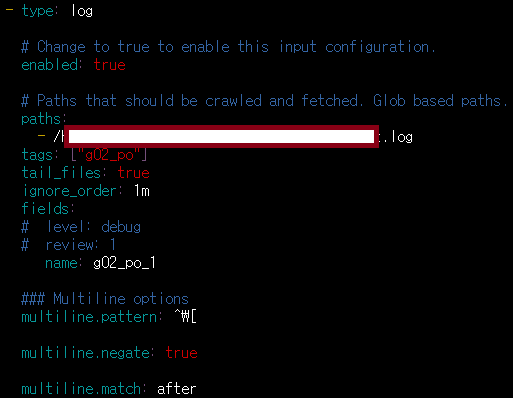 - type: log
# Change to true to enable this input configuration.
enabled: true
# Paths that should be crawled and fetched. Glob based paths.
paths:
- /
.log
tags: ["g02_po"]
tail_files: true
ignore_order: 1m
fields:
# level: debug
# review: 1
name: g02_po_1
### Multiline options
multiline.pattern: ^₩[
multiline.negate: true
multiline.match: after